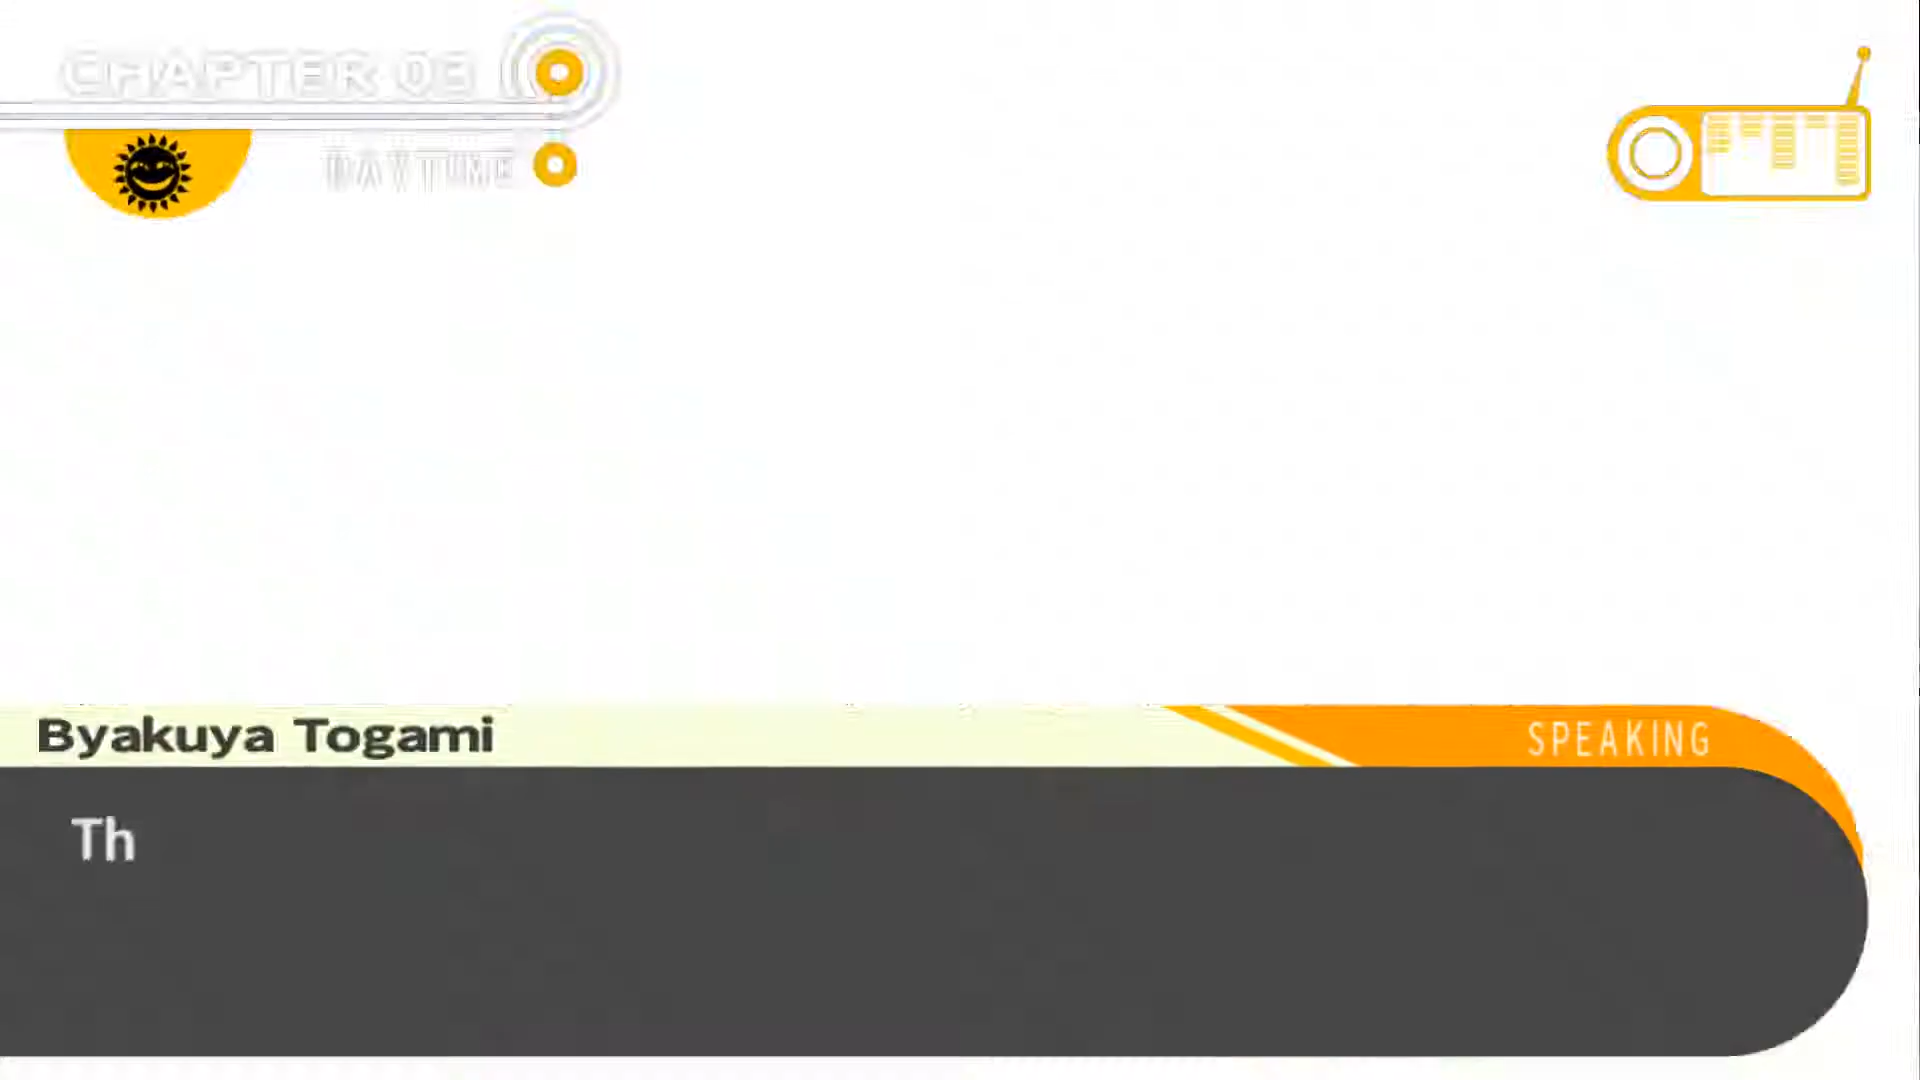 CHAPTER 03
DAYTIME
Byakuya Togami
SPEAKING
Th